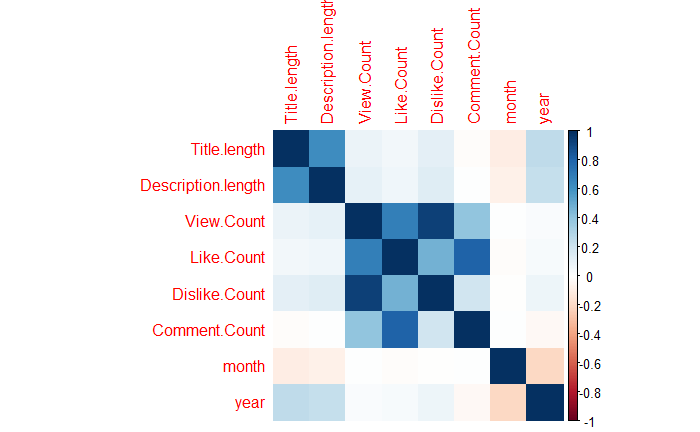 Title.length
Description.length
View.Count
Like.Count
Dislike.Count
Comment.Count
month
year
Title.length
Description.length
View.Count
Like.Count
Dislike.Count
Comment.Count
month
year
1
0.8
0.6
0.4
0.2
0
-0.2
-0.4
-0.6
-0.8
-1